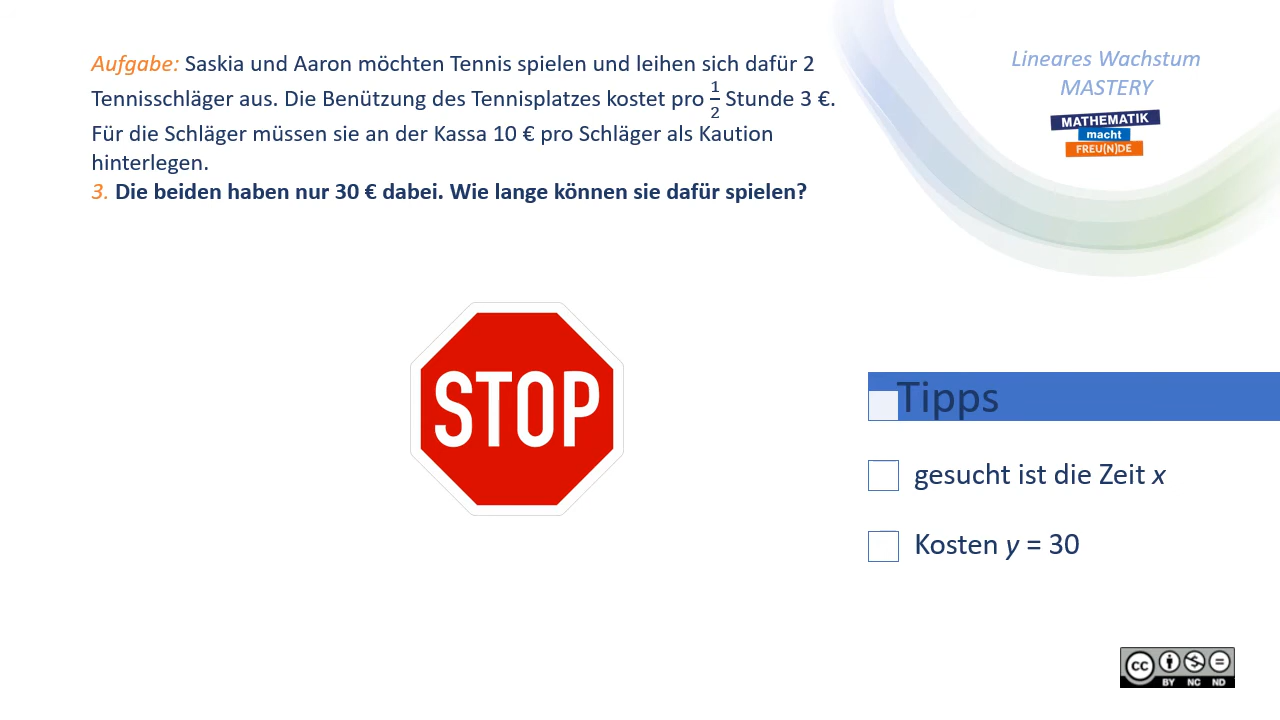 Aufgabe: Saskia und Aaron möchten Tennis spielen und leihen sich dafür 2
Tennisschläger aus. Die Benützung des Tennisplatzes kostet pro 1/2 Stunde 3 €.
Für die Schläger müssen sie an der Kassa 10 € pro Schläger als Kaution
hinterlegen.
3. Die beiden haben nur 30 € dabei. Wie lange können sie dafür spielen?
Lineares Wachstum
MASTERY
MATHEMATIK
macht
FREU(N)DE
STOP
Tipps
gesucht ist die Zeit x
Kosten y = 30
cc
BY NC ND